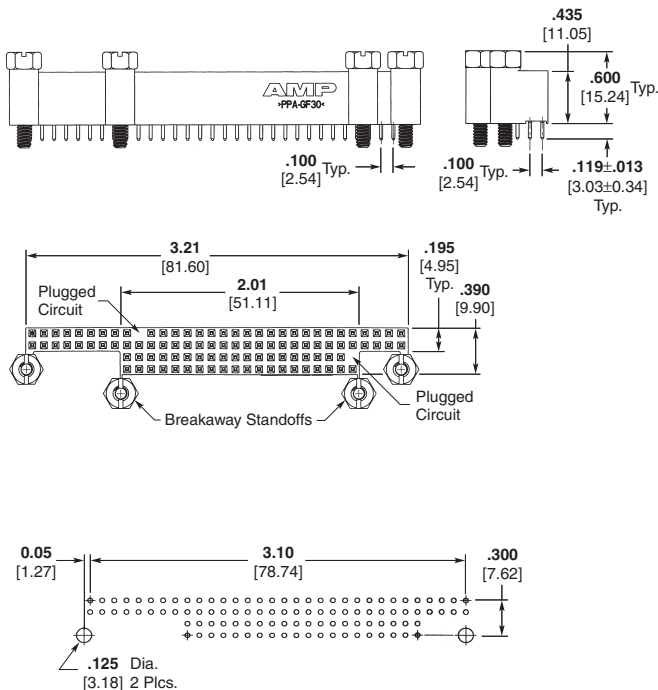 .435
[11.05]
AMP
>PPA-GF30<
.600
[15.24] Typ.
.100
[2.54] Typ.
.100
[2.54] Typ.
.119±.013
[3.03±0.34]
Typ.
3.21
[81.60]
.195
[4.95]
Typ.
2.01
[51.11]
.390
[9.90]
Plugged
Circuit
Breakaway Standoffs
Plugged
Circuit
0.05
[1.27]
3.10
[78.74]
.300
[7.62]
.125 Dia.
[3.18] 2 Plcs.